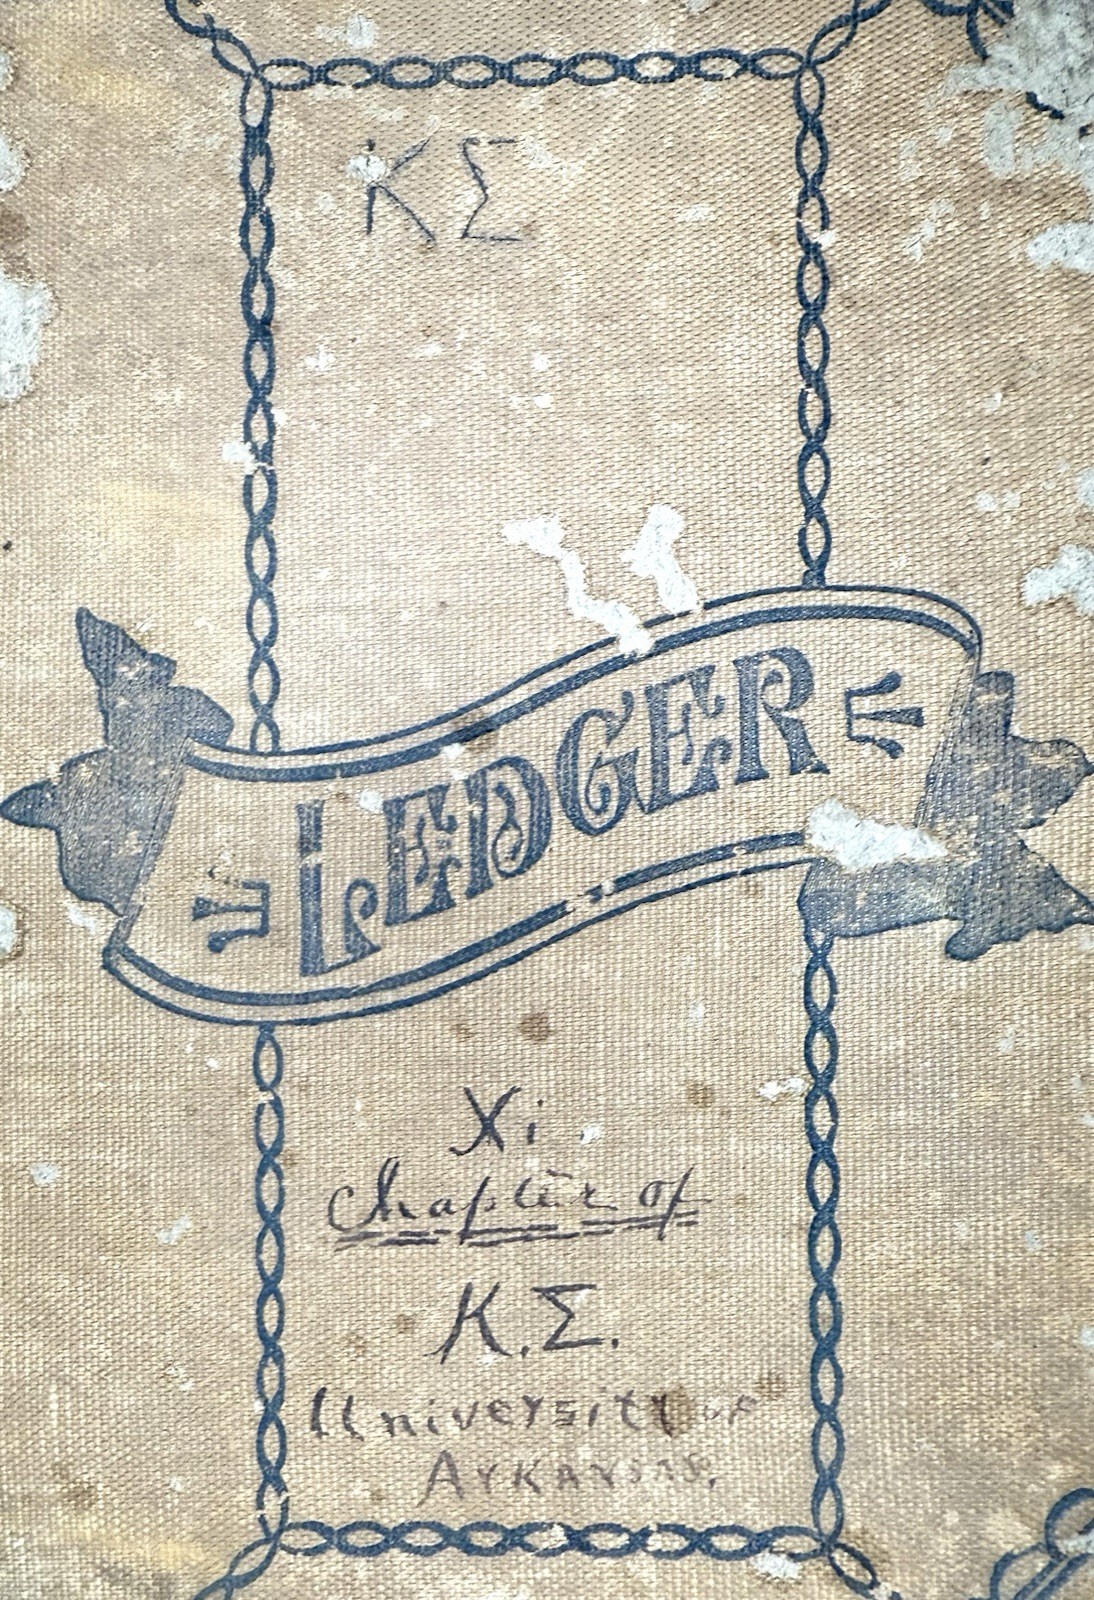 ΚΣ
LEDGER
Xi
Chapter of
K.Σ.
University of
Arkansas.